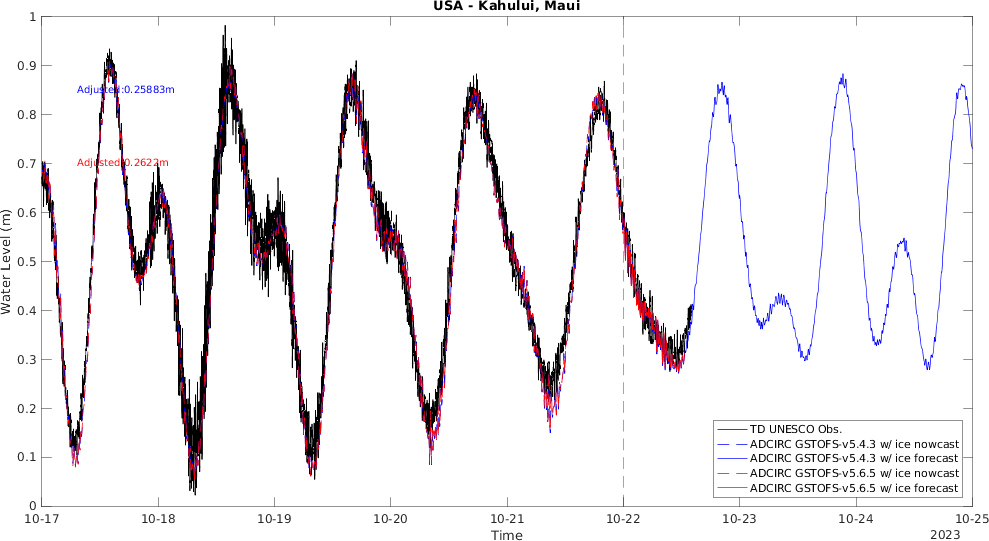 USA - Kahului, Maui
1
0.9
0.8
0.7
0.6
0.5
0.4
0.3
0.2
0.1
0
Water Level (m)
Adjusted:0.25883m
Adjusted:0.2622m
TD UNESCO Obs.
ADCIRC GSTOFS-v5.4.3 w/ ice nowcast
ADCIRC GSTOFS-v5.4.3 w/ ice forecast
ADCIRC GSTOFS-v5.6.5 w/ ice nowcast
ADCIRC GSTOFS-v5.6.5 w/ ice forecast
10-17 10-18 10-19 10-20 10-21 10-22 10-23 10-24 10-25
Time
2023